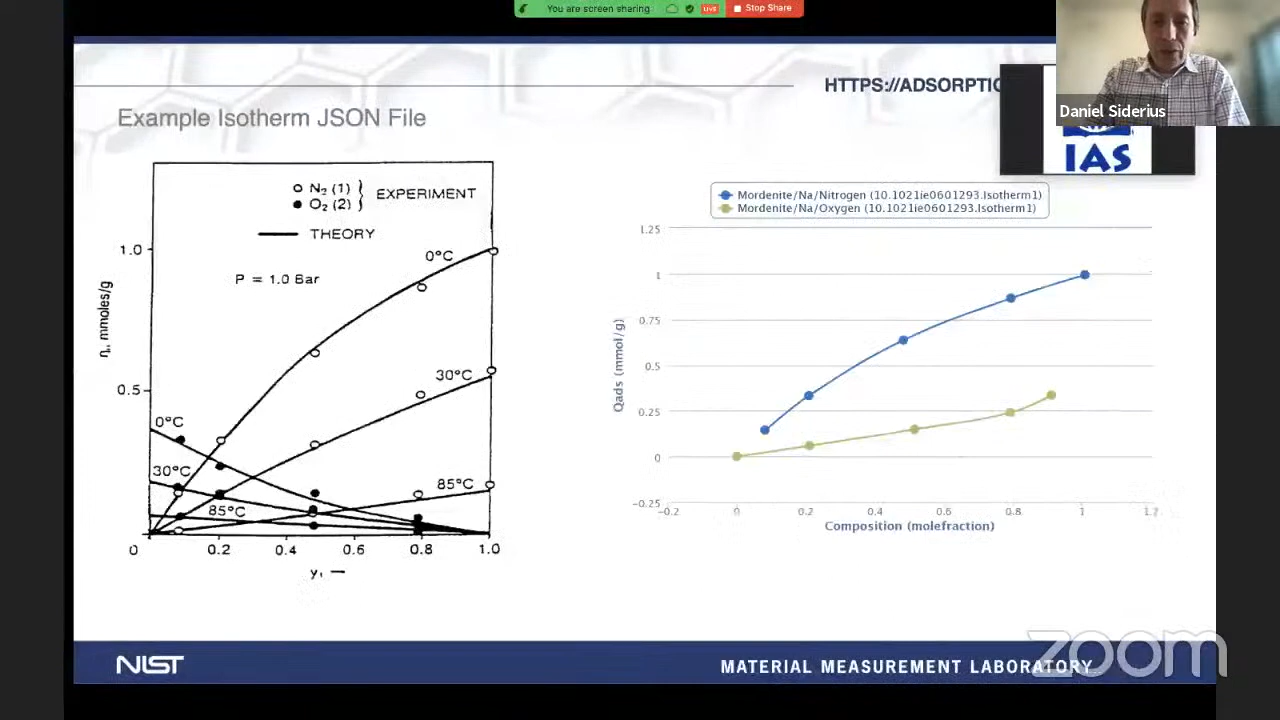 You are screen sharing
LIVE
Stop Share
HTTPS://ADSORPTIO
Daniel Siderius
IAS
Example Isotherm JSON File
N₂ (1)
O₂ (2)
EXPERIMENT
THEORY
P = 1.0 Bar
0°C
30°C
85°C
0°C
30°C
85°C
1.0
0.5
0
0.2
0.4
0.6
0.8
1.0
mmoles/g
Mordenite/Na/Nitrogen (10.1021ie0601293.Isotherm1)
Mordenite/Na/Oxygen (10.1021ie0601293.Isotherm1)
1.25
1
0.75
0.5
0.25
0
-0.25
-0.2
0
0.2
0.4
0.6
0.8
1
1.2
Qads (mmol/g)
Composition (molefraction)
NIST
MATERIAL MEASUREMENT LABORATORY
zoom